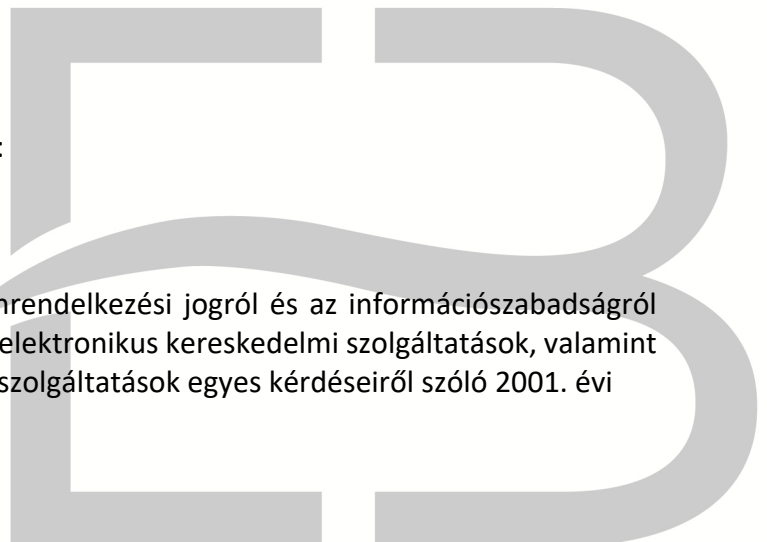 :
nrendelkezési jogról és az információszabadságról
elektronikus kereskedelmi szolgáltatások, valamint
szolgáltatások egyes kérdéseiről szóló 2001. évi